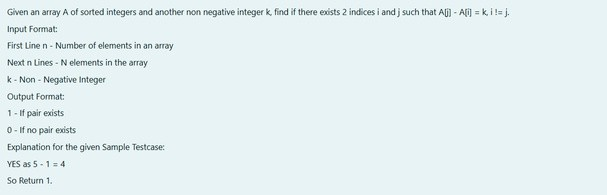 Given an array A of sorted integers and another non negative integer k, find if there exists 2 indices i and j such that A[j] - A[i] = k, i != j.
Input Format:
First Line n - Number of elements in an array
Next n Lines - N elements in the array
k - Non - Negative Integer
Output Format:
1 - If pair exists
0 - If no pair exists
Explanation for the given Sample Testcase:
YES as 5 - 1 = 4
So Return 1.